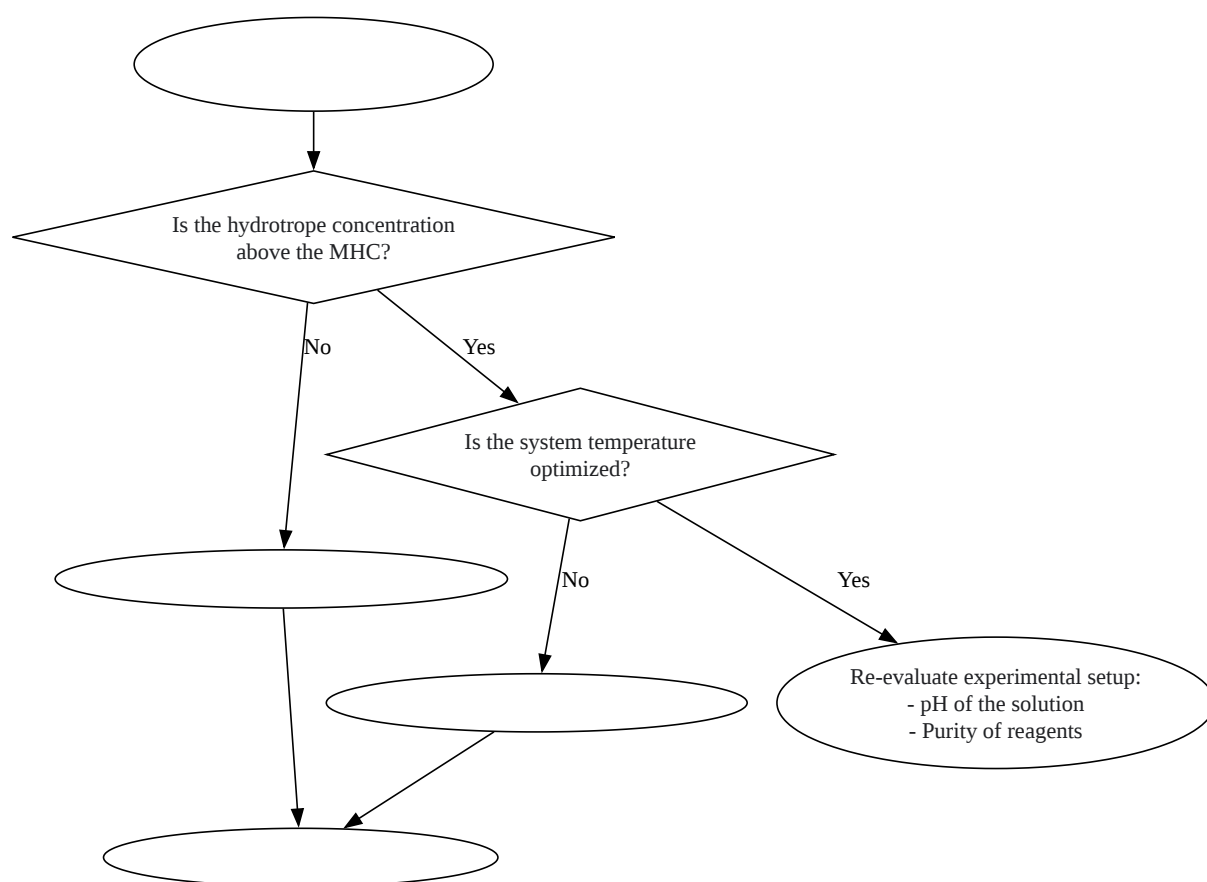 Is the hydrotrope concentration
above the MHC?
No
Yes
Is the system temperature
optimized?
No
Yes
Re-evaluate experimental setup:
- pH of the solution
- Purity of reagents